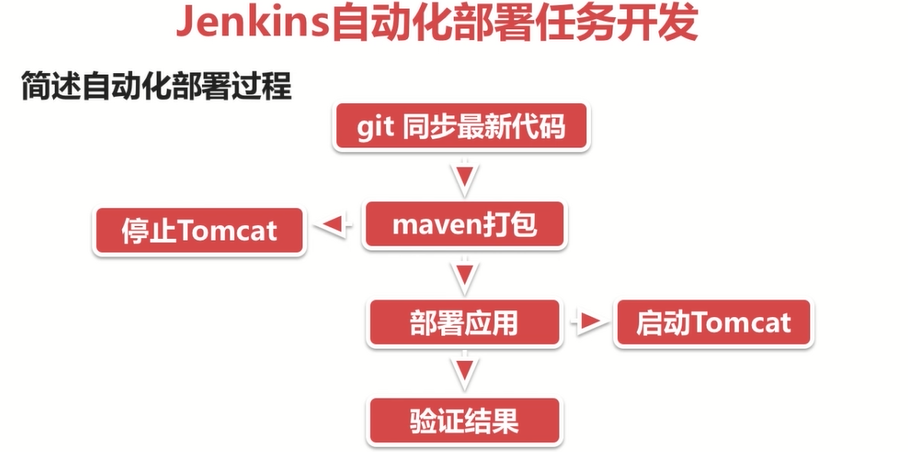 Jenkins自动化部署任务开发
简述自动化部署过程
git 同步最新代码
停止Tomcat
maven打包
部署应用
启动Tomcat
验证结果